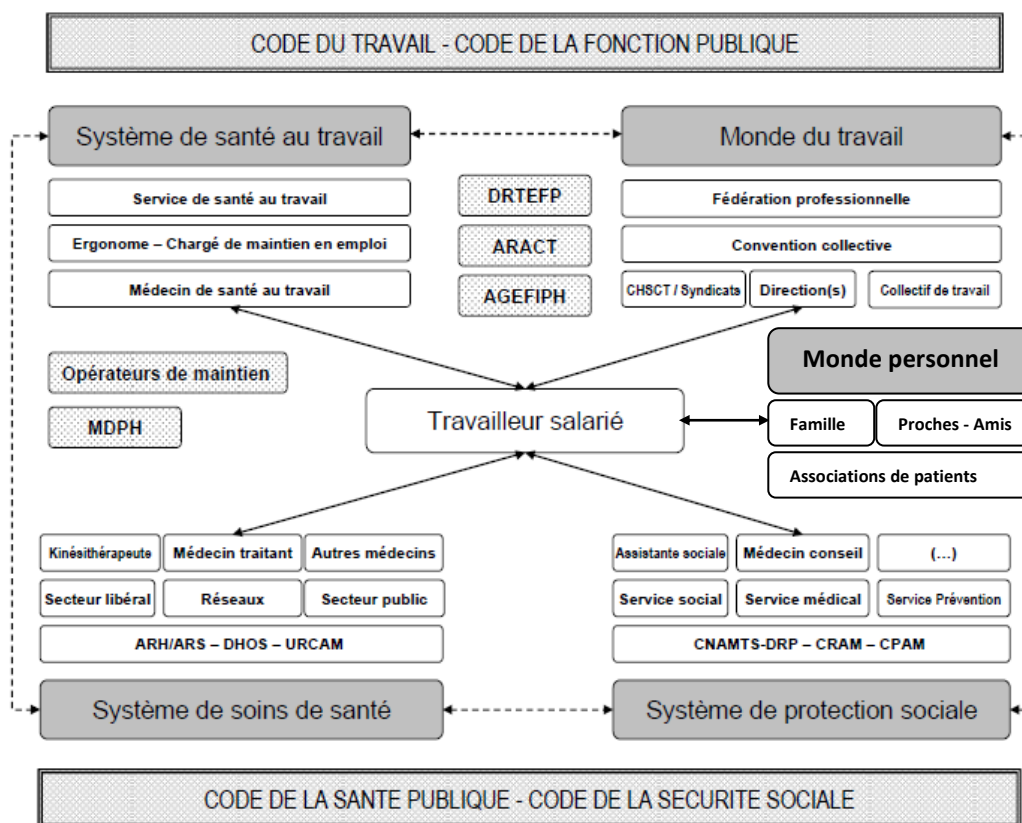 CODE DU TRAVAIL - CODE DE LA FONCTION PUBLIQUE
Système de santé au travail
Monde du travail
Service de santé au travail
DRTEFP
Fédération professionnelle
Ergonome – Chargé de maintien en emploi
ARACT
Convention collective
Médecin de santé au travail
AGEFIPH
CHSCT / Syndicats
Direction(s)
Collectif de travail
Opérateurs de maintien
Monde personnel
MDPH
Travailleur salarié
Famille
Proches - Amis
Associations de patients
Kinésithérapeute
Médecin traitant
Autres médecins
Assistante sociale
Médecin conseil
(...)
Secteur libéral
Réseaux
Secteur public
Service social
Service médical
Service Prévention
ARH/ARS – DHOS – URCAM
CNAMTS-DRP – CRAM – CPAM
Système de soins de santé
Système de protection sociale
CODE DE LA SANTE PUBLIQUE - CODE DE LA SECURITE SOCIALE